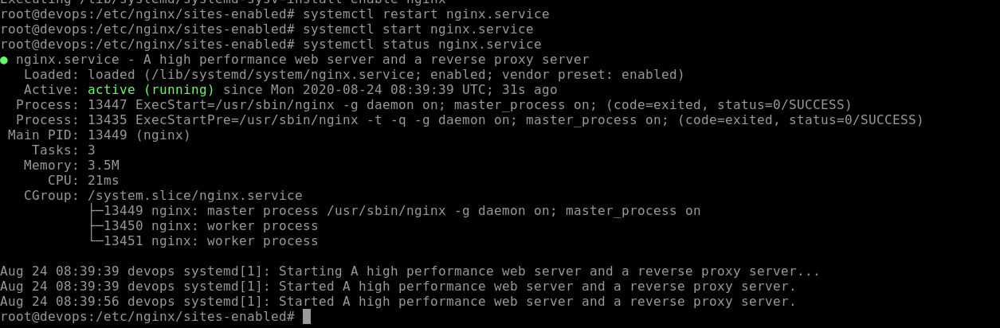 Executing /lib/systemd/systemd-sysv-install enable nginx
root@devops:/etc/nginx/sites-enabled# systemctl restart nginx.service
root@devops:/etc/nginx/sites-enabled# systemctl start nginx.service
root@devops:/etc/nginx/sites-enabled# systemctl status nginx.service
● nginx.service - A high performance web server and a reverse proxy server
   Loaded: loaded (/lib/systemd/system/nginx.service; enabled; vendor preset: enabled)
   Active: active (running) since Mon 2020-08-24 08:39:39 UTC; 31s ago
  Process: 13447 ExecStart=/usr/sbin/nginx -g daemon on; master_process on; (code=exited, status=0/SUCCESS)
  Process: 13435 ExecStartPre=/usr/sbin/nginx -t -q -g daemon on; master_process on; (code=exited, status=0/SUCCESS)
 Main PID: 13449 (nginx)
    Tasks: 3
   Memory: 3.5M
      CPU: 21ms
   CGroup: /system.slice/nginx.service
           ├─13449 nginx: master process /usr/sbin/nginx -g daemon on; master_process on
           ├─13450 nginx: worker process
           └─13451 nginx: worker process

Aug 24 08:39:39 devops systemd[1]: Starting A high performance web server and a reverse proxy server...
Aug 24 08:39:39 devops systemd[1]: Started A high performance web server and a reverse proxy server.
Aug 24 08:39:56 devops systemd[1]: Started A high performance web server and a reverse proxy server.
root@devops:/etc/nginx/sites-enabled#